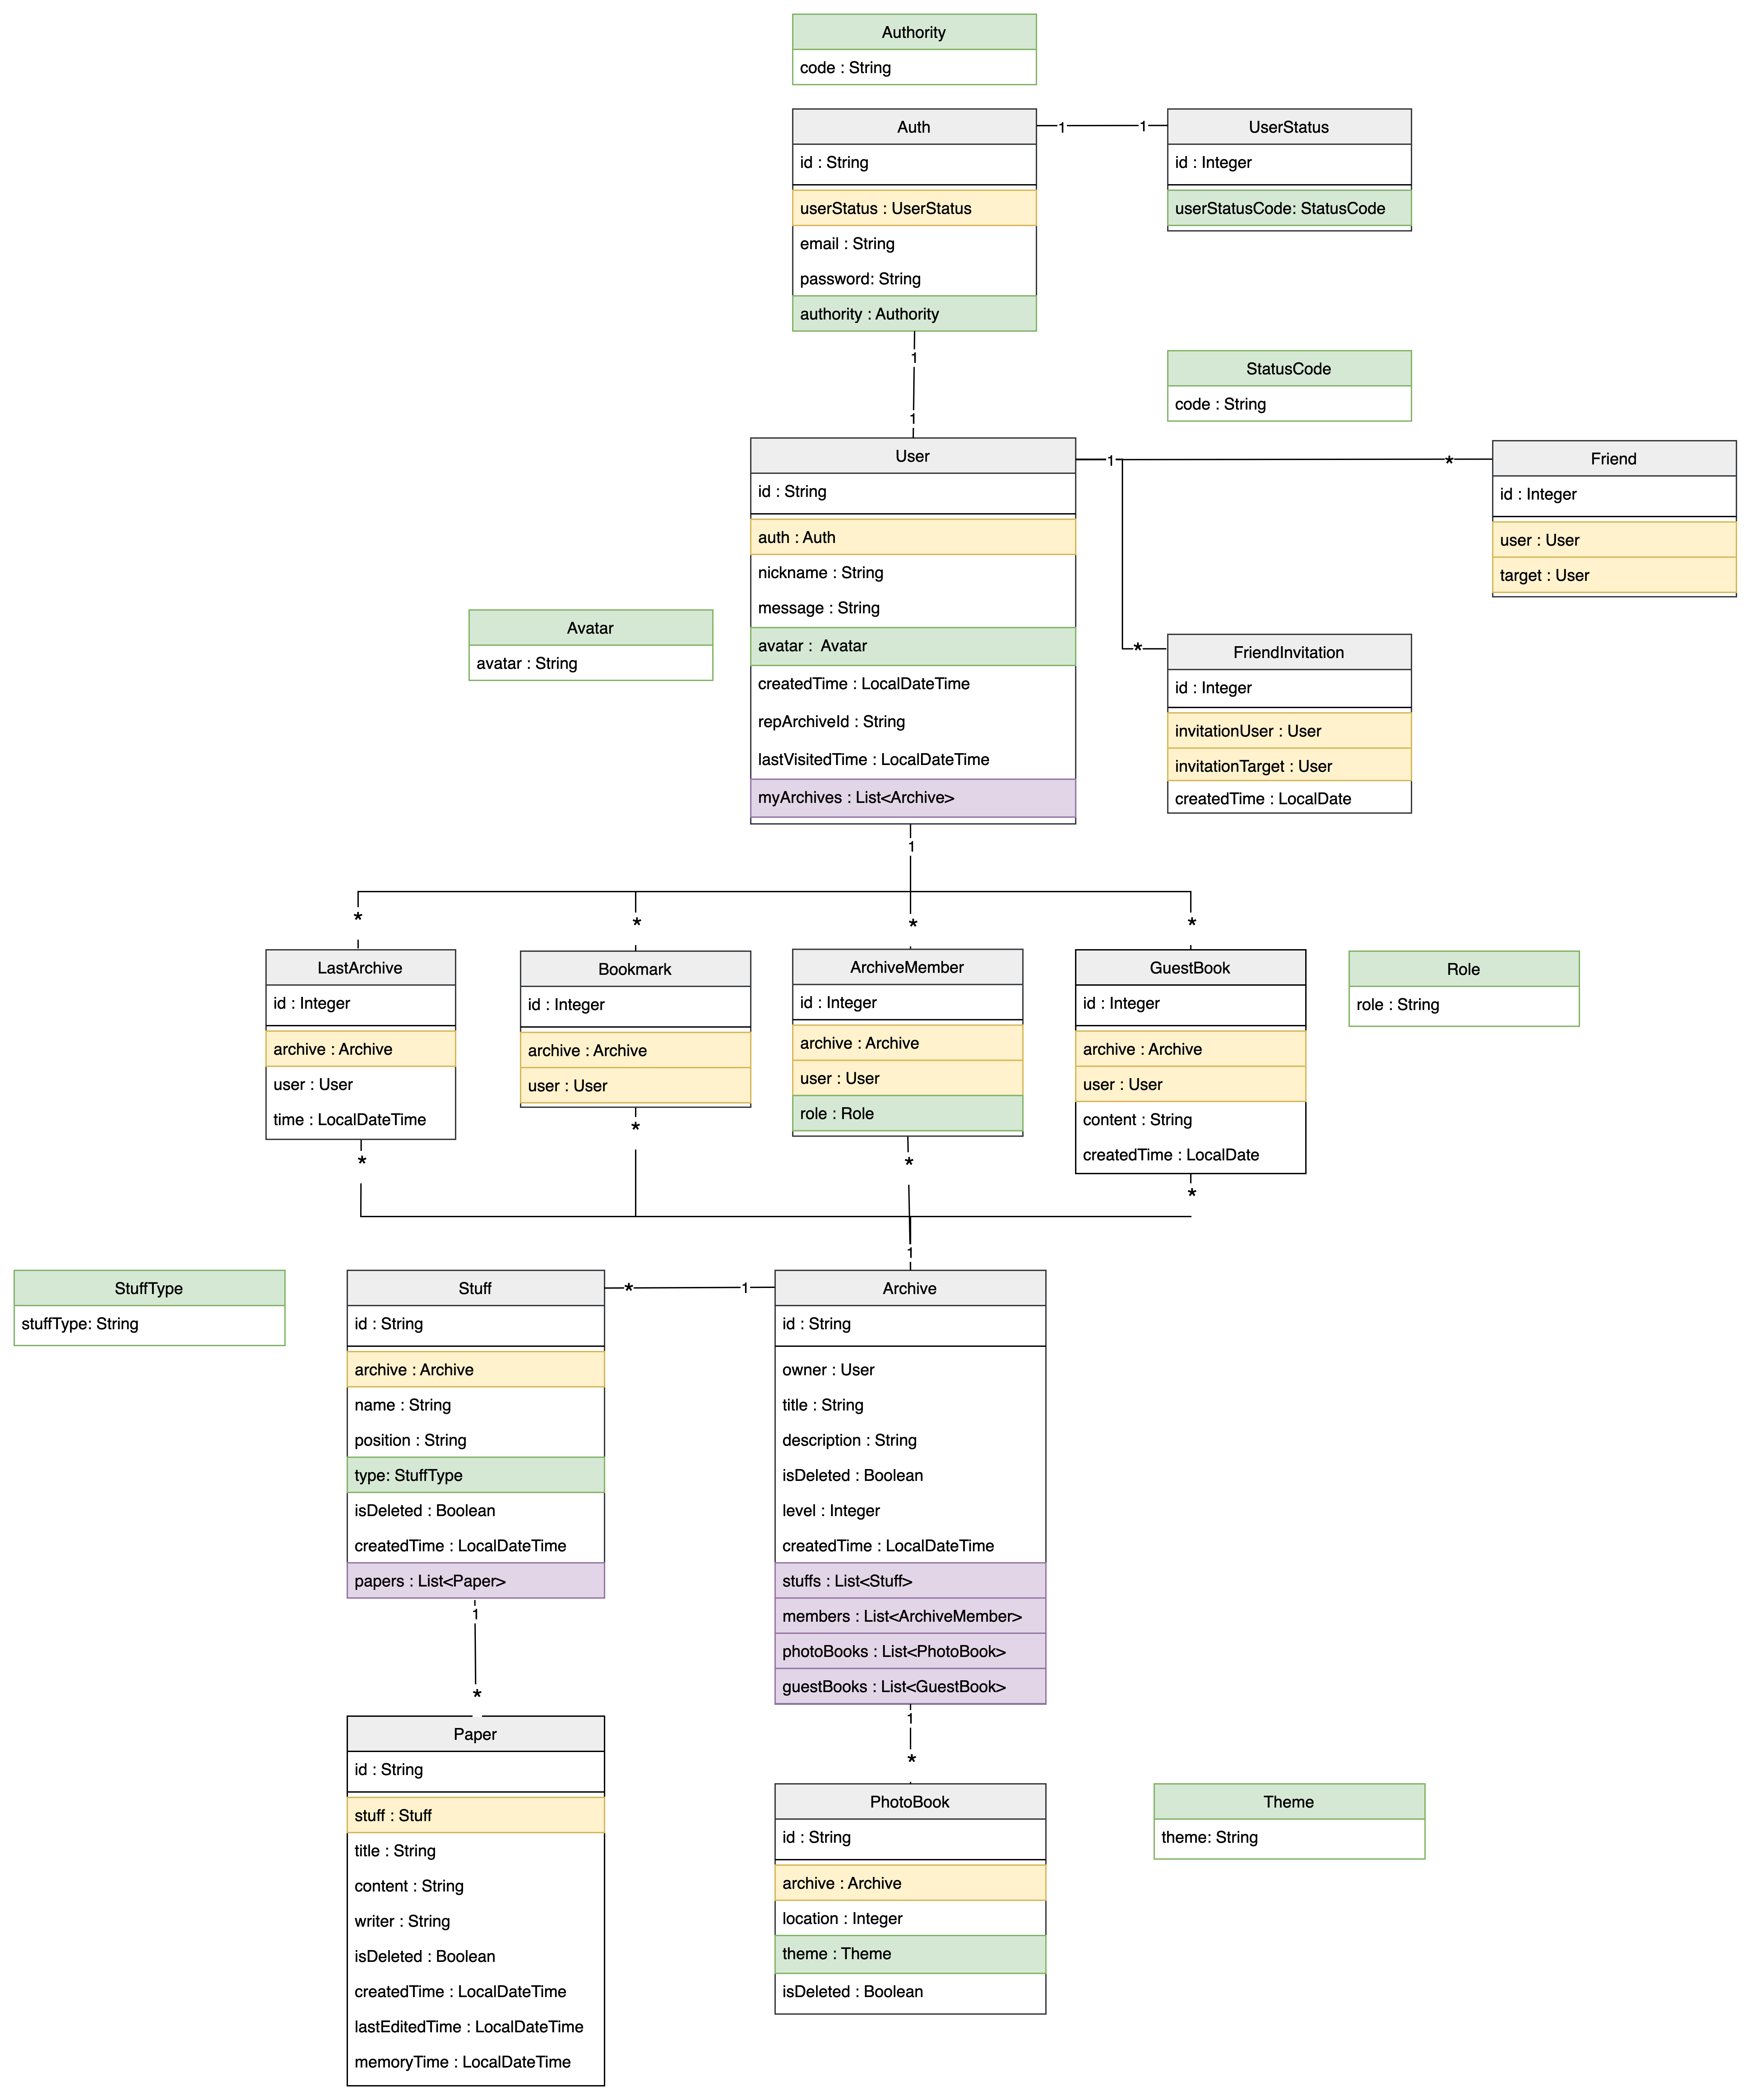 Authority
code : String
Auth
id : String
userStatus : UserStatus
email : String
password: String
authority : Authority
1
1
UserStatus
id : Integer
userStatusCode: StatusCode
StatusCode
code : String
1
1
User
id : String
auth : Auth
nickname : String
message : String
avatar :  Avatar
createdTime : LocalDateTime
repArchiveId : String
lastVisitedTime : LocalDateTime
myArchives : List<Archive>
1
*
Friend
id : Integer
user : User
target : User
*
FriendInvitation
id : Integer
invitationUser : User
invitationTarget : User
createdTime : LocalDate
Avatar
avatar : String
1
*
*
*
*
LastArchive
id : Integer
archive : Archive
user : User
time : LocalDateTime
*
Bookmark
id : Integer
archive : Archive
user : User
*
ArchiveMember
id : Integer
archive : Archive
user : User
role : Role
*
GuestBook
id : Integer
archive : Archive
user : User
content : String
createdTime : LocalDate
*
Role
role : String
1
StuffType
stuffType: String
Stuff
id : String
archive : Archive
name : String
position : String
type: StuffType
isDeleted : Boolean
createdTime : LocalDateTime
papers : List<Paper>
*
1
Archive
id : String
owner : User
title : String
description : String
isDeleted : Boolean
level : Integer
createdTime : LocalDateTime
stuffs : List<Stuff>
members : List<ArchiveMember>
photoBooks : List<PhotoBook>
guestBooks : List<GuestBook>
1
*
Paper
id : String
stuff : Stuff
title : String
content : String
writer : String
isDeleted : Boolean
createdTime : LocalDateTime
lastEditedTime : LocalDateTime
memoryTime : LocalDateTime
1
*
PhotoBook
id : String
archive : Archive
location : Integer
theme : Theme
isDeleted : Boolean
Theme
theme: String